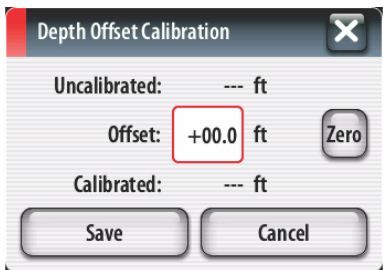 Depth Offset Calibration X
Uncalibrated: --- ft
Offset: +00.0 ft Zero
Calibrated: --- ft
Save Cancel